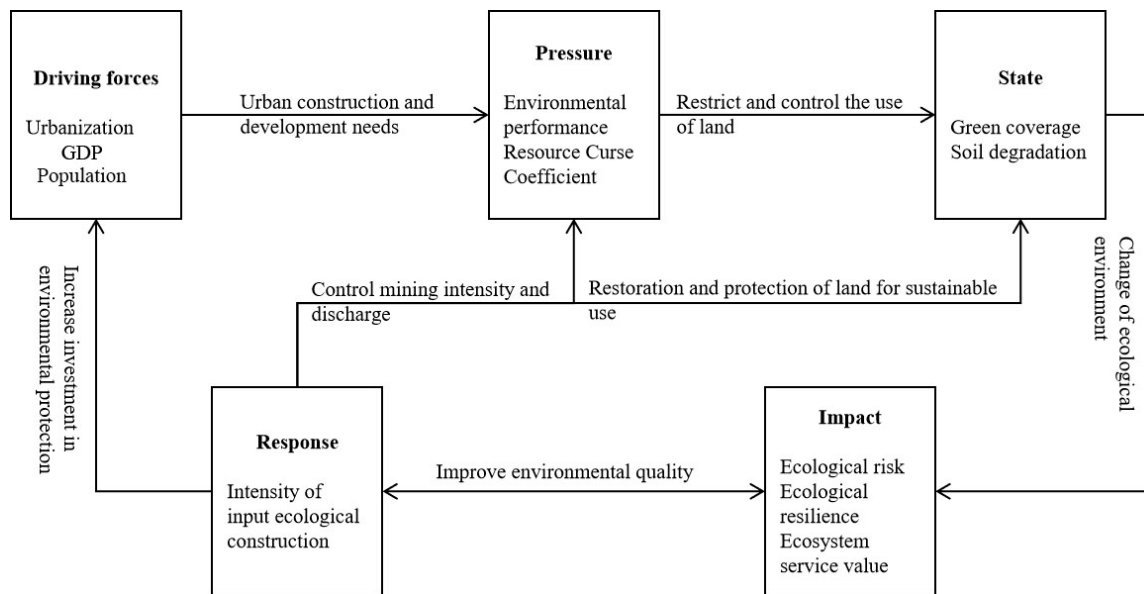 Driving forces
Urbanization
GDP
Population
Urban construction and
development needs
Pressure
Environmental
performance
Resource Curse
Coefficient
Restrict and control the use
of land
State
Green coverage
Soil degradation
Increase investment in
environmental protection
Control mining intensity and
discharge
Restoration and protection of land for sustainable
use
Change of ecological
environment
Response
Intensity of
input ecological
construction
Improve environmental quality
Impact
Ecological risk
Ecological
resilience
Ecosystem
service value